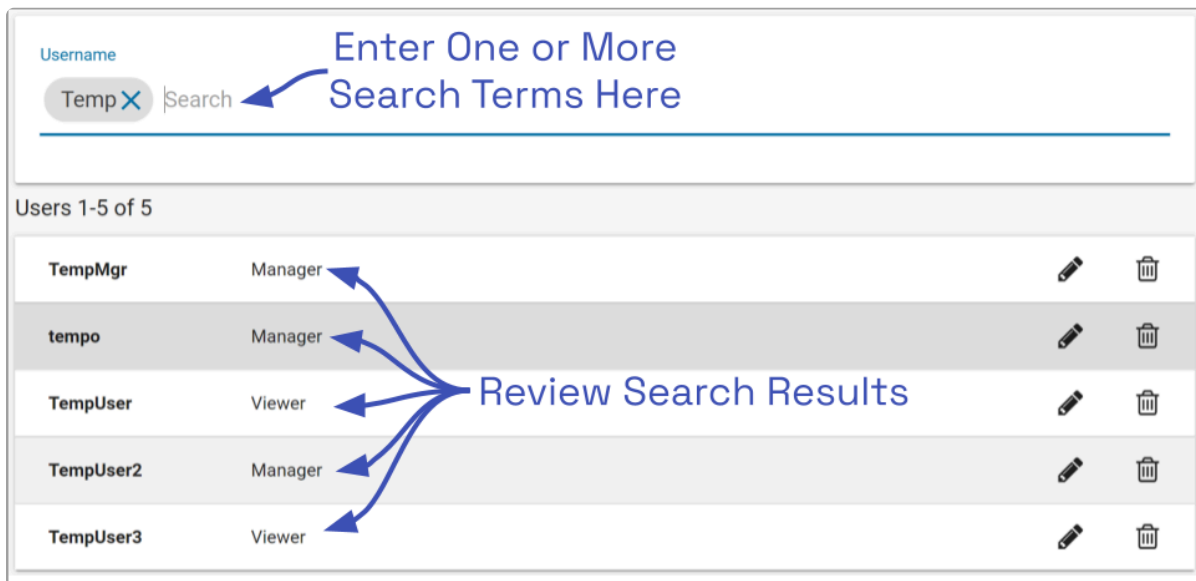 Username
Enter One or More
Search Terms Here
Temp Search
Users 1-5 of 5
TempMgr Manager
tempo Manager
TempUser Viewer
Review Search Results
TempUser2 Manager
TempUser3 Viewer